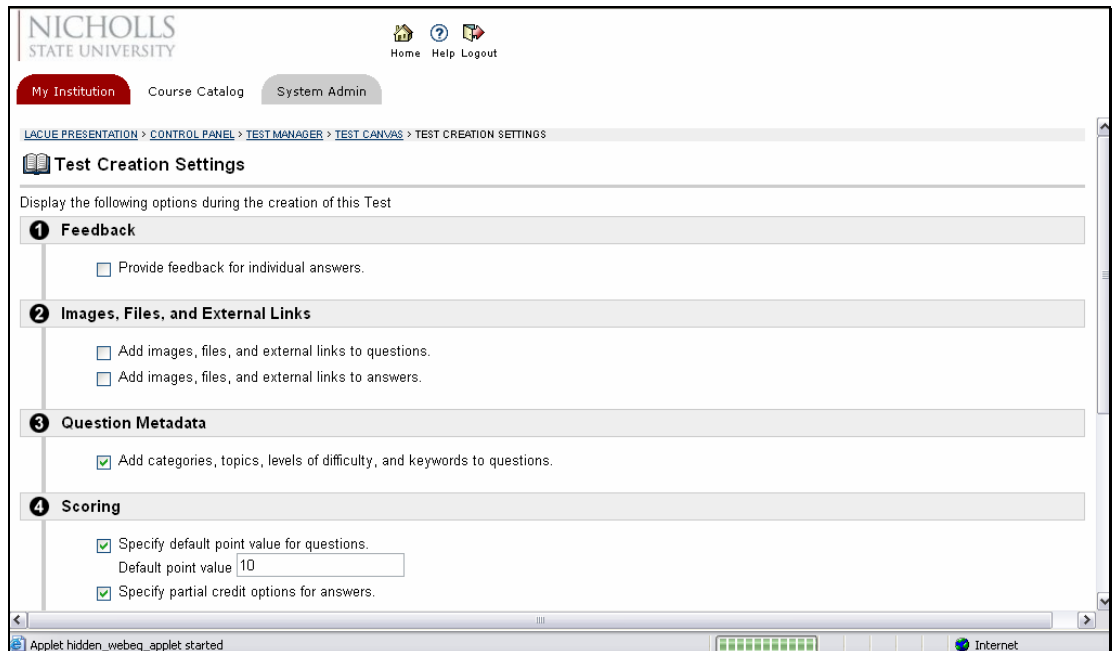 NICHOLLS
STATE UNIVERSITY
Home Help Logout
My Institution Course Catalog System Admin
LACUE PRESENTATION > CONTROL PANEL > TEST MANAGER > TEST CANVAS > TEST CREATION SETTINGS
Test Creation Settings
Display the following options during the creation of this Test
1 Feedback
Provide feedback for individual answers.
2 Images, Files, and External Links
Add images, files, and external links to questions.
Add images, files, and external links to answers.
3 Question Metadata
Add categories, topics, levels of difficulty, and keywords to questions.
4 Scoring
Specify default point value for questions.
Default point value 10
Specify partial credit options for answers.
Applet hidden_webeq_applet started Internet